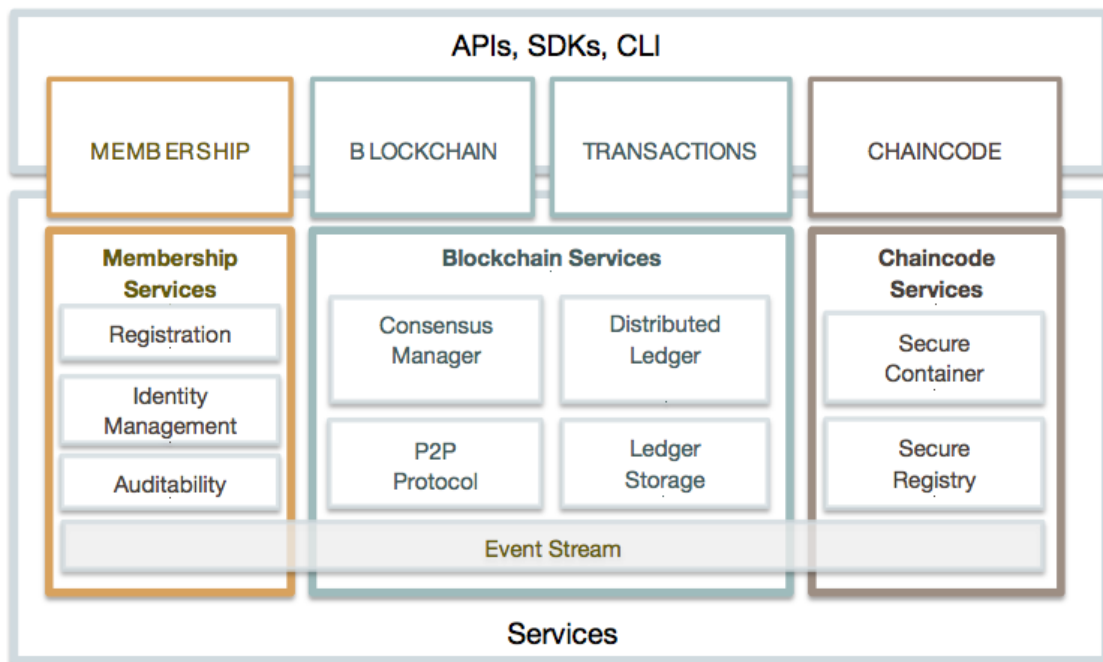 APIs, SDKs, CLI
MEMBERSHIP
BLOCKCHAIN
TRANSACTIONS
CHAINCODE
Membership
Services
Registration
Identity
Management
Auditability
Blockchain Services
Consensus
Manager
Distributed
Ledger
P2P
Protocol
Ledger
Storage
Chaincode
Services
Secure
Container
Secure
Registry
Event Stream
Services